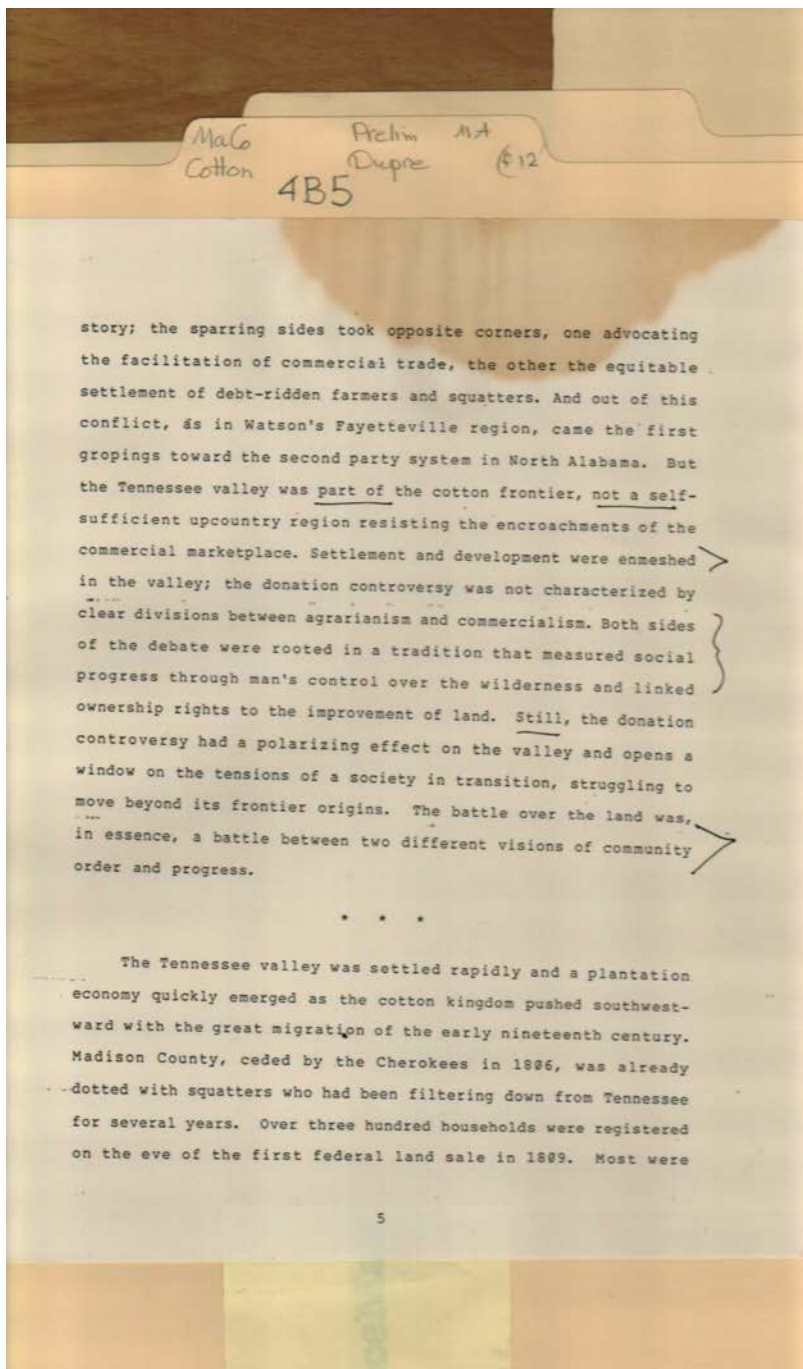 MaCo Prelim MA
Cotton Dupre ($12
4B5
story; the sparring sides took opposite corners, one advocating
the facilitation of commercial trade, the other the equitable
settlement of debt-ridden farmers and squatters. And out of this
conflict, as in Watson's Fayetteville region, came the first
gropings toward the second party system in North Alabama. But
the Tennessee valley was part of the cotton frontier, not a self-
sufficient upcountry region resisting the encroachments of the
commercial marketplace. Settlement and development were enmeshed
in the valley; the donation controversy was not characterized by
clear divisions between agrarianism and commercialism. Both sides
of the debate were rooted in a tradition that measured social
progress through man's control over the wilderness and linked
ownership rights to the improvement of land. Still, the donation
controversy had a polarizing effect on the valley and opens a
window on the tensions of a society in transition, struggling to
move beyond its frontier origins. The battle over the land was,
in essence, a battle between two different visions of community
order and progress.
* * *
The Tennessee valley was settled rapidly and a plantation
economy quickly emerged as the cotton kingdom pushed southwest-
ward with the great migration of the early nineteenth century.
Madison County, ceded by the Cherokees in 1806, was already
dotted with squatters who had been filtering down from Tennessee
for several years. Over three hundred households were registered
on the eve of the first federal land sale in 1809. Most were
5